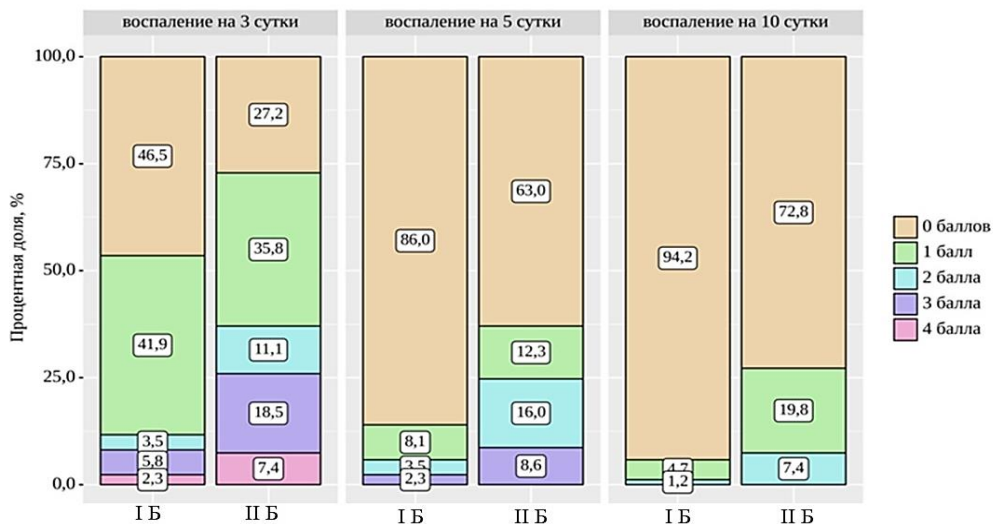 воспаление на 3 сутки
воспаление на 5 сутки
воспаление на 10 сутки
Процентная доля, %
100,0
75,0
50,0
25,0
0,0
46,5
41,9
3,5
5,8
2,3
27,2
35,8
11,1
18,5
7,4
86,0
8,1
3,5
2,3
63,0
12,3
16,0
8,6
94,2
4,7
1,2
72,8
19,8
7,4
I Б
II Б
I Б
II Б
I Б
II Б
0 баллов
1 балл
2 балла
3 балла
4 балла